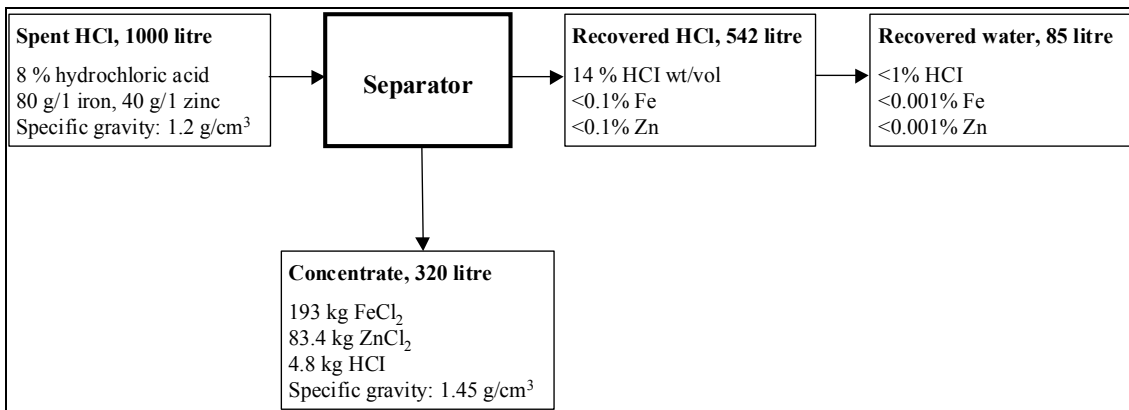 Spent HCl, 1000 litre
8 % hydrochloric acid
80 g/1 iron, 40 g/1 zinc
Specific gravity: 1.2 g/cm³
Separator
Recovered HCl, 542 litre
14 % HCI wt/vol
<0.1% Fe
<0.1% Zn
Recovered water, 85 litre
<1% HCI
<0.001% Fe
<0.001% Zn
Concentrate, 320 litre
193 kg FeCl₂
83.4 kg ZnCl₂
4.8 kg HCI
Specific gravity: 1.45 g/cm³